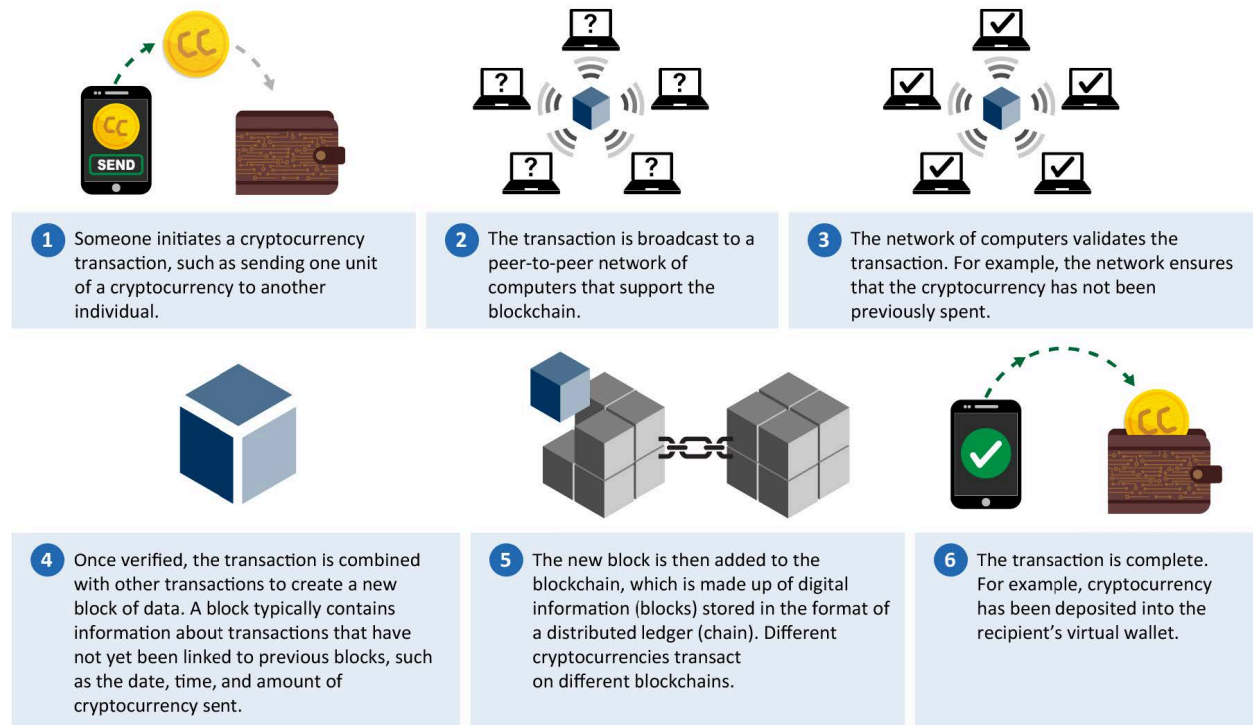 CC
CC
SEND
?
?
?
?
?
1 Someone initiates a cryptocurrency
transaction, such as sending one unit
of a cryptocurrency to another
individual.
2 The transaction is broadcast to a
peer-to-peer network of
computers that support the
blockchain.
3 The network of computers validates the
transaction. For example, the network ensures
that the cryptocurrency has not been
previously spent.
CC
4 Once verified, the transaction is combined
with other transactions to create a new
block of data. A block typically contains
information about transactions that have
not yet been linked to previous blocks, such
as the date, time, and amount of
cryptocurrency sent.
5 The new block is then added to the
blockchain, which is made up of digital
information (blocks) stored in the format of
a distributed ledger (chain). Different
cryptocurrencies transact
on different blockchains.
6 The transaction is complete.
For example, cryptocurrency
has been deposited into the
recipient’s virtual wallet.